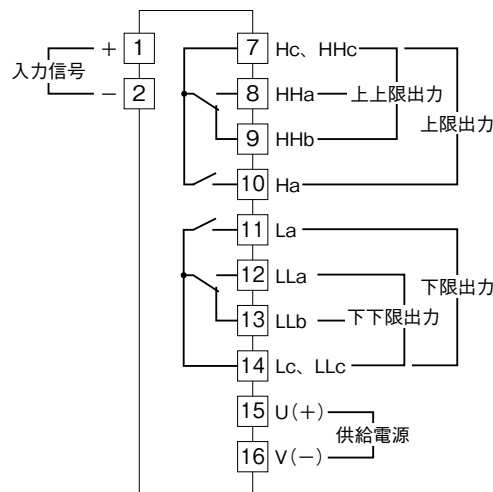 入力信号
+ 1
− 2
7 Hc、HHc
8 HHa 上上限出力
9 HHb
10 Ha
上限出力
11 La
12 LLa
13 LLb 下下限出力
14 Lc、LLc
下限出力
15 U(+)
16 V(−)
供給電源